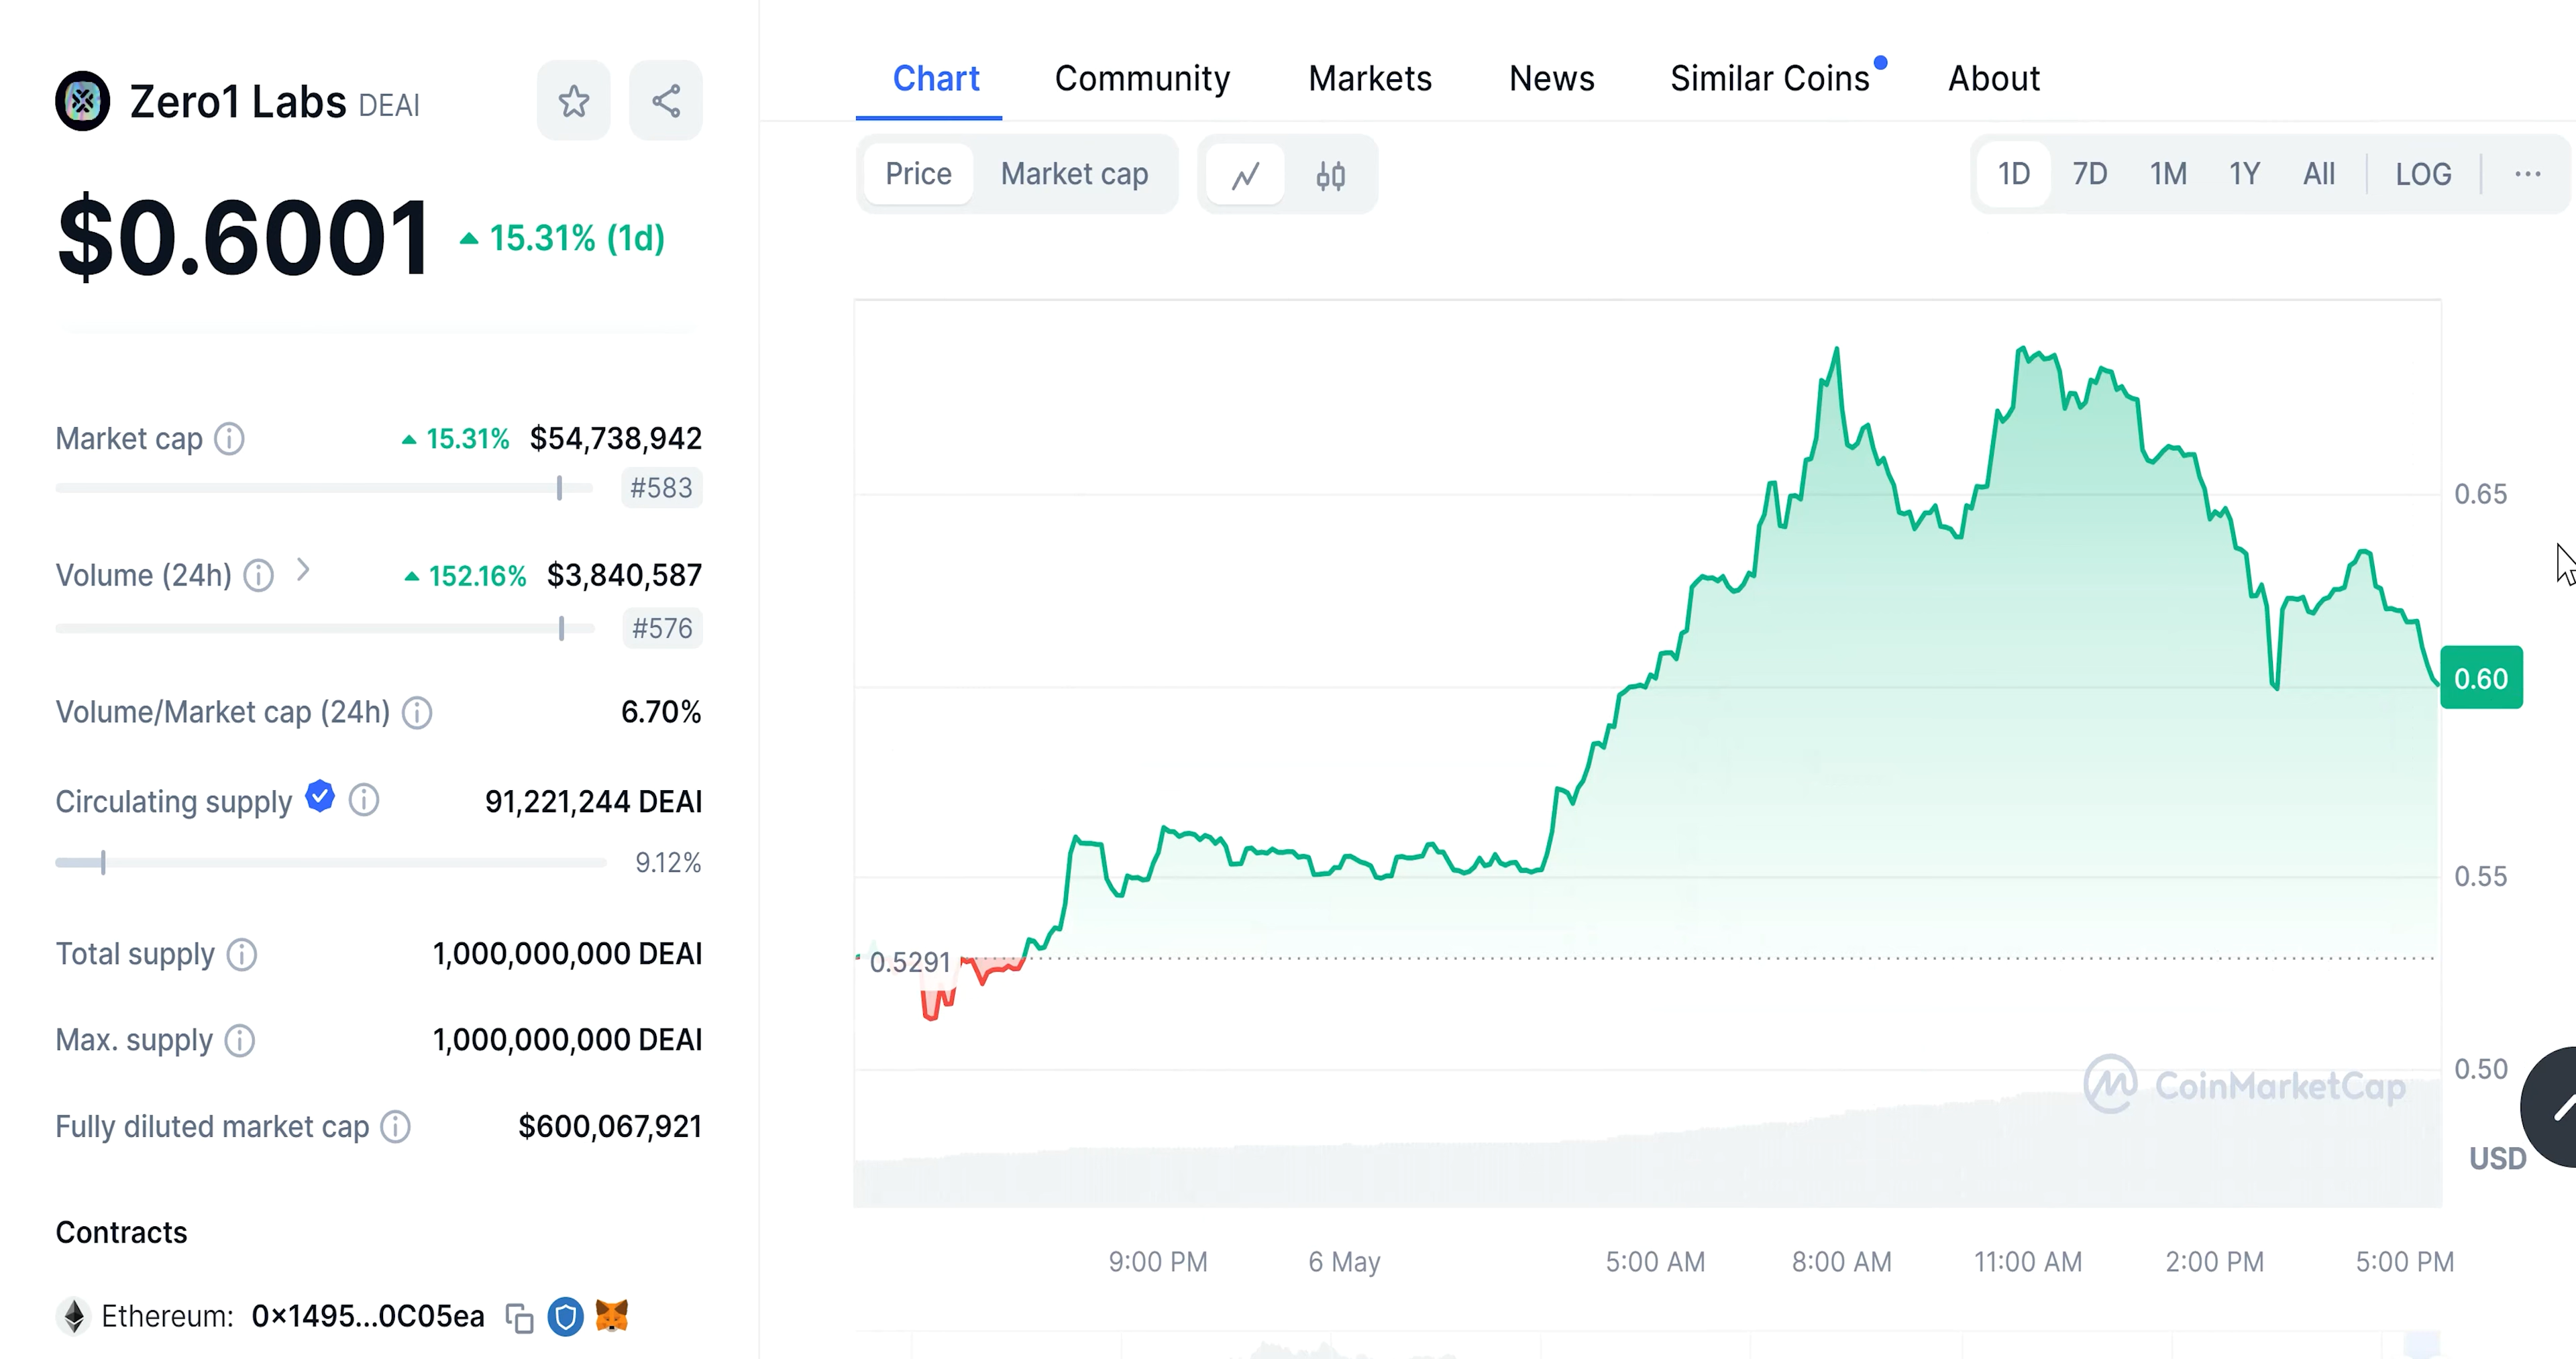 Zero1 Labs DEAI
$0.6001 15.31% (1d)
Market cap 15.31% $54,738,942
#583
Volume (24h) 152.16% $3,840,587
#576
Volume/Market cap (24h) 6.70%
Circulating supply 91,221,244 DEAI
9.12%
Total supply 1,000,000,000 DEAI
Max. supply 1,000,000,000 DEAI
Fully diluted market cap $600,067,921
Contracts
Ethereum: 0x1495...0C05ea
Chart Community Markets News Similar Coins About
Price Market cap 1D 7D 1M 1Y All LOG ...
0.65
0.60
0.55
0.5291
0.50
CoinMarketCap
USD
9:00 PM 6 May 5:00 AM 8:00 AM 11:00 AM 2:00 PM 5:00 PM